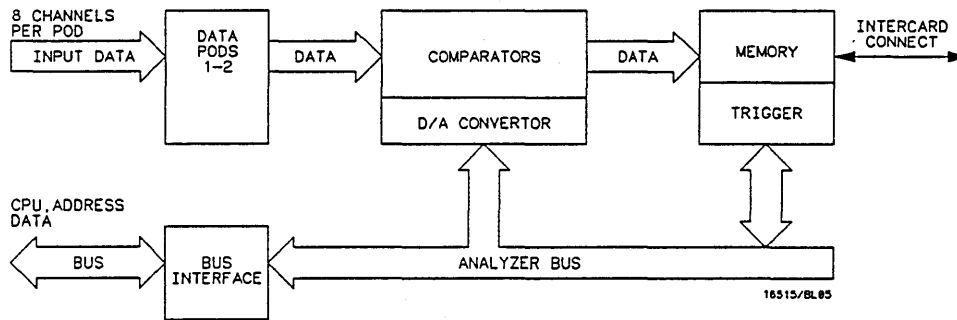 8 CHANNELS
PER POD
INPUT DATA
DATA
PODS
1-2
DATA
COMPARATORS
D/A CONVERTOR
DATA
MEMORY
TRIGGER
INTERCARD
CONNECT
CPU, ADDRESS
DATA
BUS
BUS
INTERFACE
ANALYZER BUS
16515/BL05